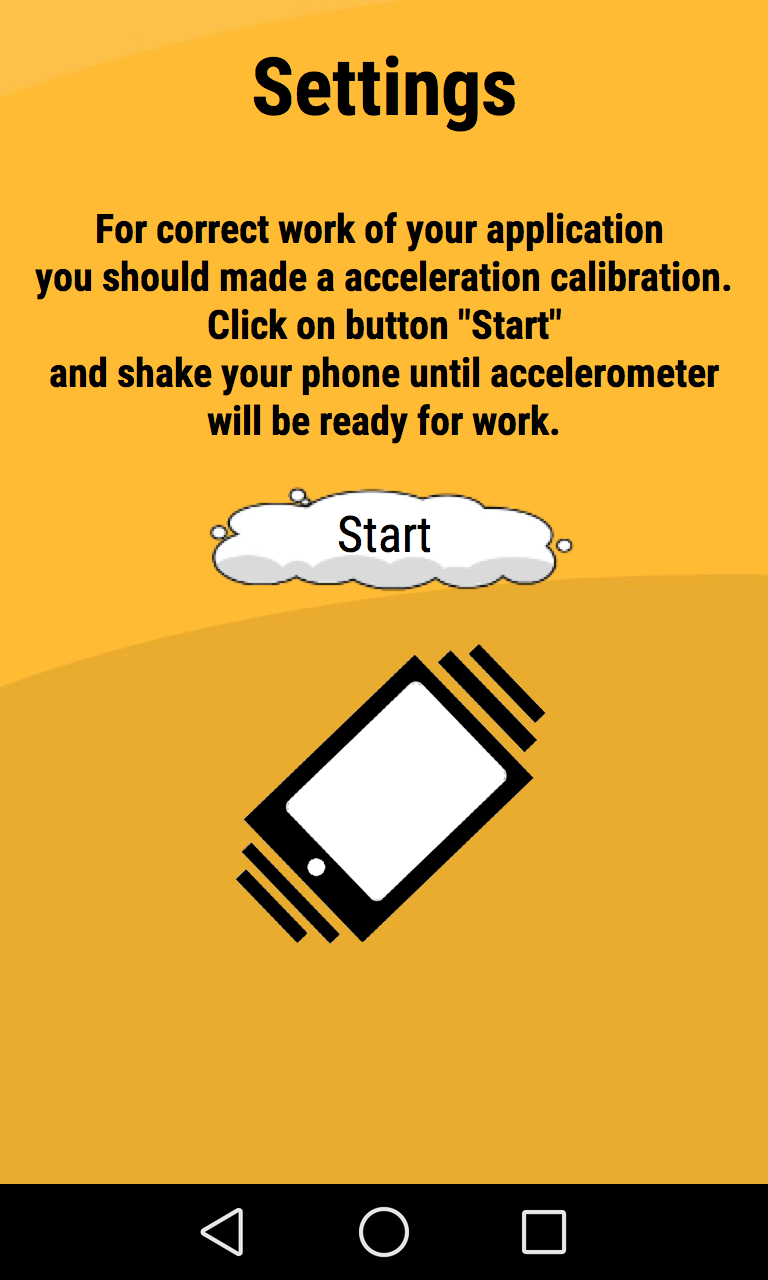 Settings
For correct work of your application
you should made a acceleration calibration.
Click on button "Start"
and shake your phone until accelerometer
will be ready for work.
Start